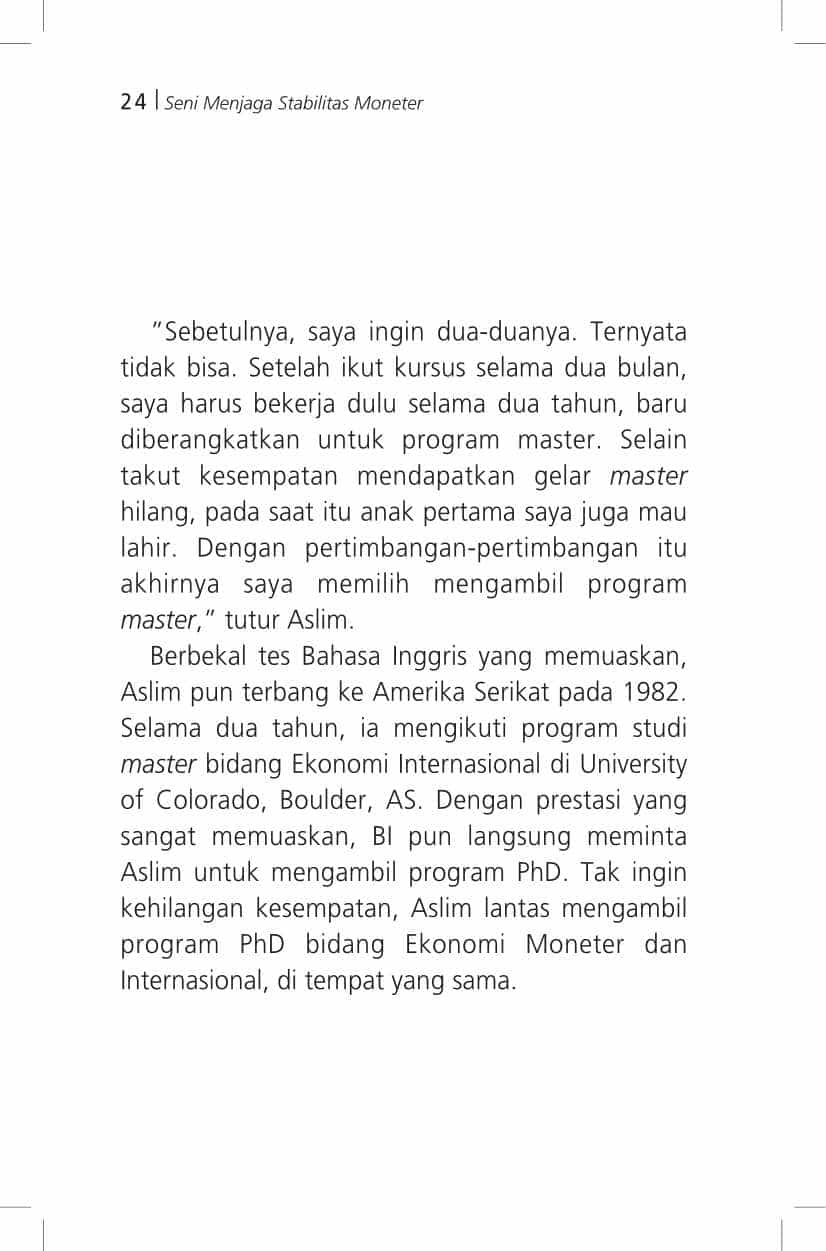 24 | Seni Menjaga Stabilitas Moneter
”Sebetulnya, saya ingin dua-duanya. Ternyata
tidak bisa. Setelah ikut kursus selama dua bulan,
saya harus bekerja dulu selama dua tahun, baru
diberangkatkan untuk program master. Selain
takut kesempatan mendapatkan gelar master
hilang, pada saat itu anak pertama saya juga mau
lahir. Dengan pertimbangan-pertimbangan itu
akhirnya saya memilih mengambil program
master,” tutur Aslim.
Berbekal tes Bahasa Inggris yang memuaskan,
Aslim pun terbang ke Amerika Serikat pada 1982.
Selama dua tahun, ia mengikuti program studi
master bidang Ekonomi Internasional di University
of Colorado, Boulder, AS. Dengan prestasi yang
sangat memuaskan, BI pun langsung meminta
Aslim untuk mengambil program PhD. Tak ingin
kehilangan kesempatan, Aslim lantas mengambil
program PhD bidang Ekonomi Moneter dan
Internasional, di tempat yang sama.